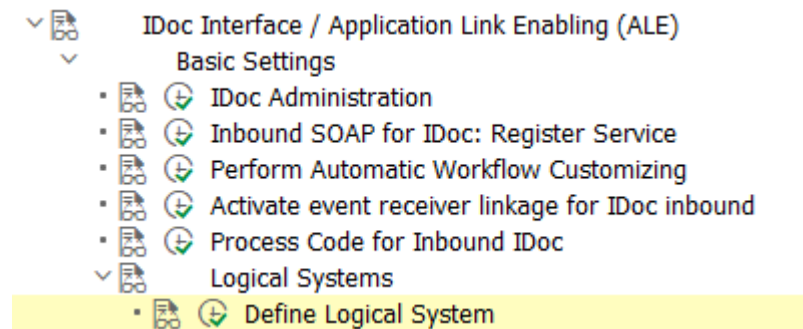 IDoc Interface / Application Link Enabling (ALE)
Basic Settings
IDoc Administration
Inbound SOAP for IDoc: Register Service
Perform Automatic Workflow Customizing
Activate event receiver linkage for IDoc inbound
Process Code for Inbound IDoc
Logical Systems
Define Logical System